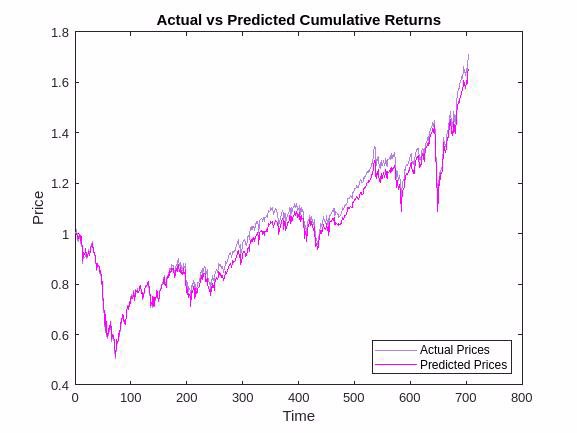 Actual vs Predicted Cumulative Returns
1.8
1.6
1.4
1.2
1
0.8
0.6
0.4
Price
0 100 200 300 400 500 600 700 800
Time
Actual Prices
Predicted Prices